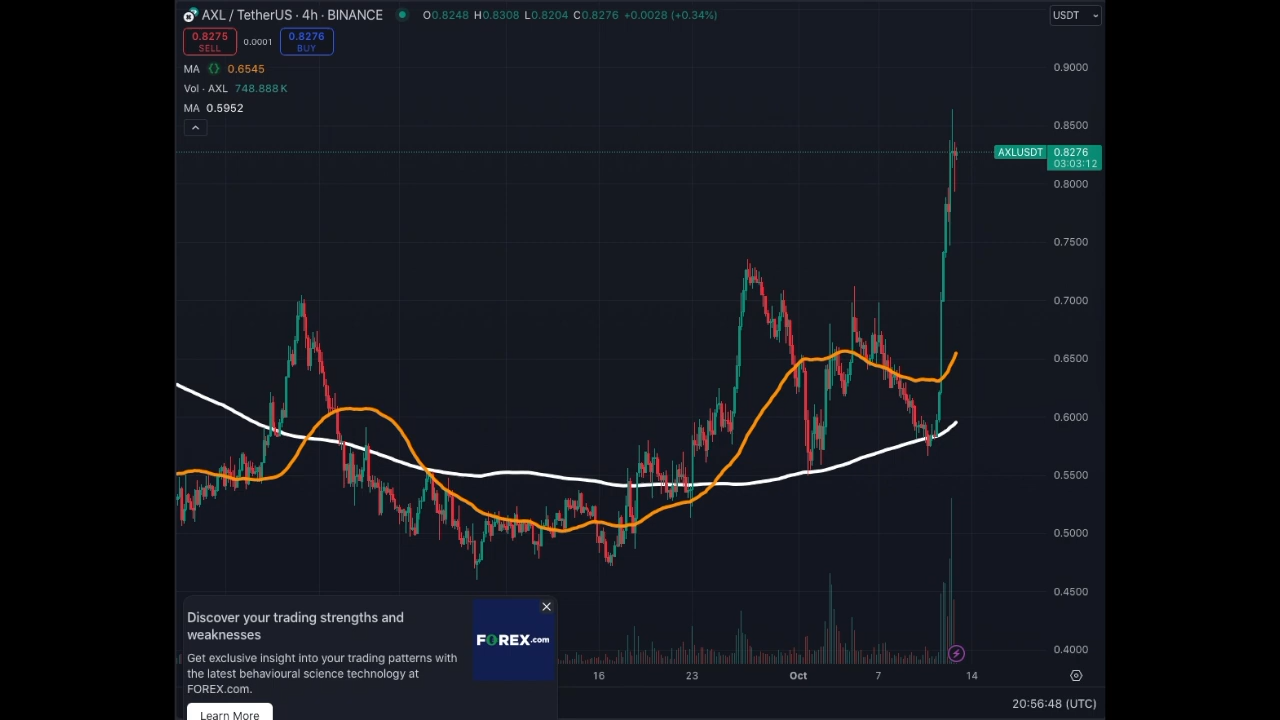 AXL / TetherUS · 4h · BINANCE
O0.8248 H0.8308 L0.8204 C0.8276 +0.0028 (+0.34%)
USDT
0.8275
SELL
0.0001
0.8276
BUY
MA 0.6545
Vol · AXL 748.888 K
MA 0.5952
0.9000
0.8500
AXLUSDT
0.8276
03:03:12
0.8000
0.7500
0.7000
0.6500
0.6000
0.5500
0.5000
0.4500
0.4000
Discover your trading strengths and
weaknesses
Get exclusive insight into your trading patterns with
the latest behavioural science technology at
FOREX.com.
Learn More
FOREX.com
16
23
Oct
7
14
20:56:48 (UTC)